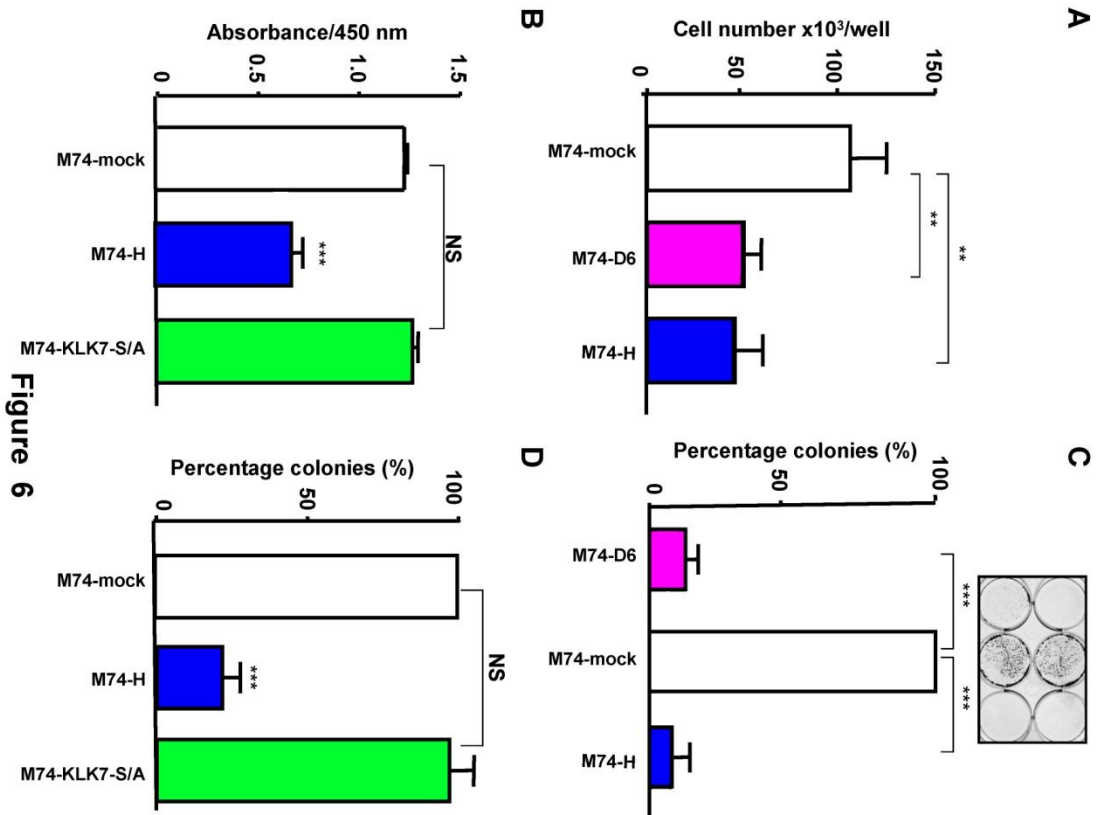 A
Cell number x10³/well
150
100
50
0
**
**
M74-mock
M74-D6
M74-H
B
Absorbance/450 nm
1.5
1.0
0.5
0
NS
***
M74-mock
M74-H
M74-KLK7-S/A
C
Percentage colonies (%)
100
50
0
***
***
M74-D6
M74-mock
M74-H
D
Percentage colonies (%)
100
50
0
NS
***
M74-mock
M74-H
M74-KLK7-S/A
Figure 6